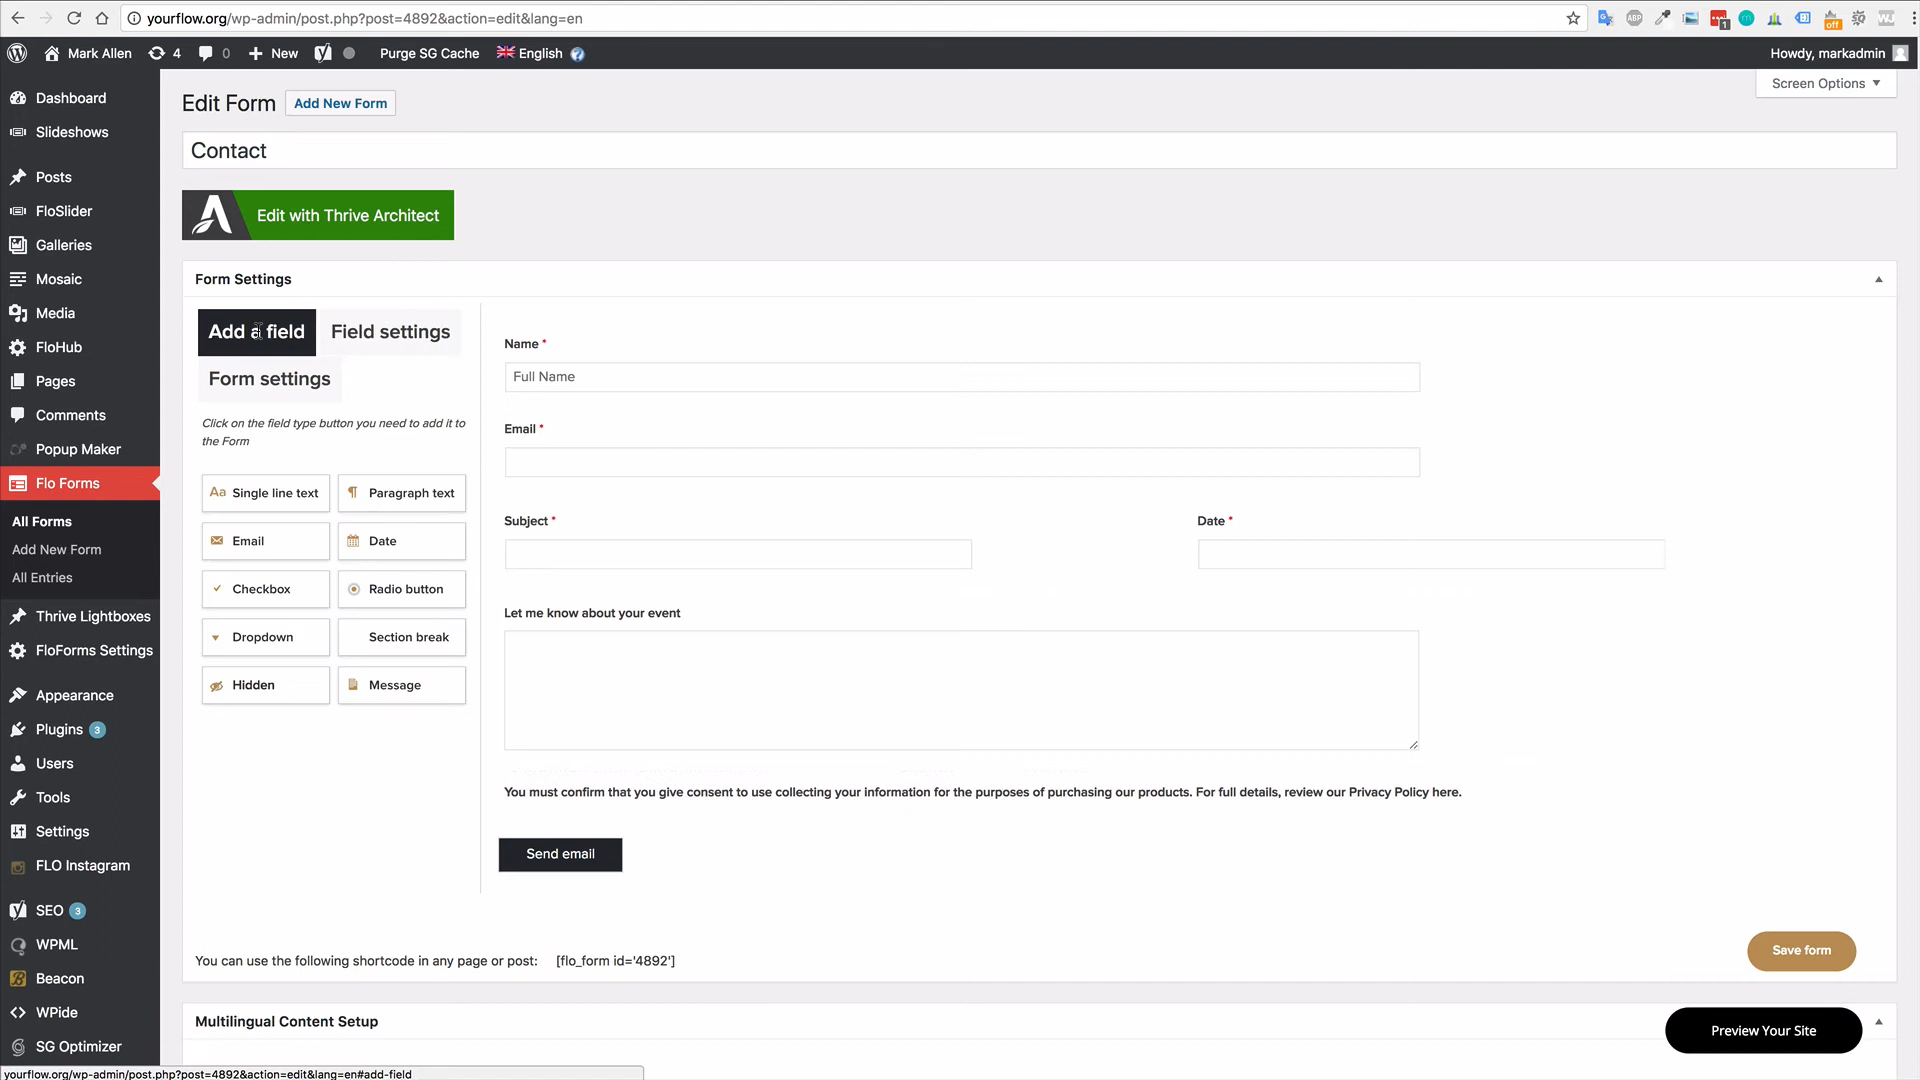 yourflow.org/wp-admin/post.php?post=4892&action=edit&lang=en
Mark Allen
4
0
New
Purge SG Cache
English
Howdy, markadmin
Screen Options
Dashboard
Slideshows
Posts
FloSlider
Galleries
Mosaic
Media
FloHub
Pages
Comments
Popup Maker
Flo Forms
All Forms
Add New Form
All Entries
Thrive Lightboxes
FloForms Settings
Appearance
Plugins 3
Users
Tools
Settings
FLO Instagram
SEO 3
WPML
Beacon
WPide
SG Optimizer
Edit Form
Add New Form
Contact
Edit with Thrive Architect
Form Settings
Add a field
Field settings
Form settings
Click on the field type button you need to add it to
the Form
Aa Single line text
¶ Paragraph text
Email
Date
Checkbox
Radio button
Dropdown
Section break
Hidden
Message
Name *
Full Name
Email *
Subject *
Date *
Let me know about your event
You must confirm that you give consent to use collecting your information for the purposes of purchasing our products. For full details, review our Privacy Policy here.
Send email
You can use the following shortcode in any page or post: [flo_form id='4892']
Save form
Multilingual Content Setup
Preview Your Site
yourflow.org/wp-admin/post.php?post=4892&action=edit&lang=en#add-field